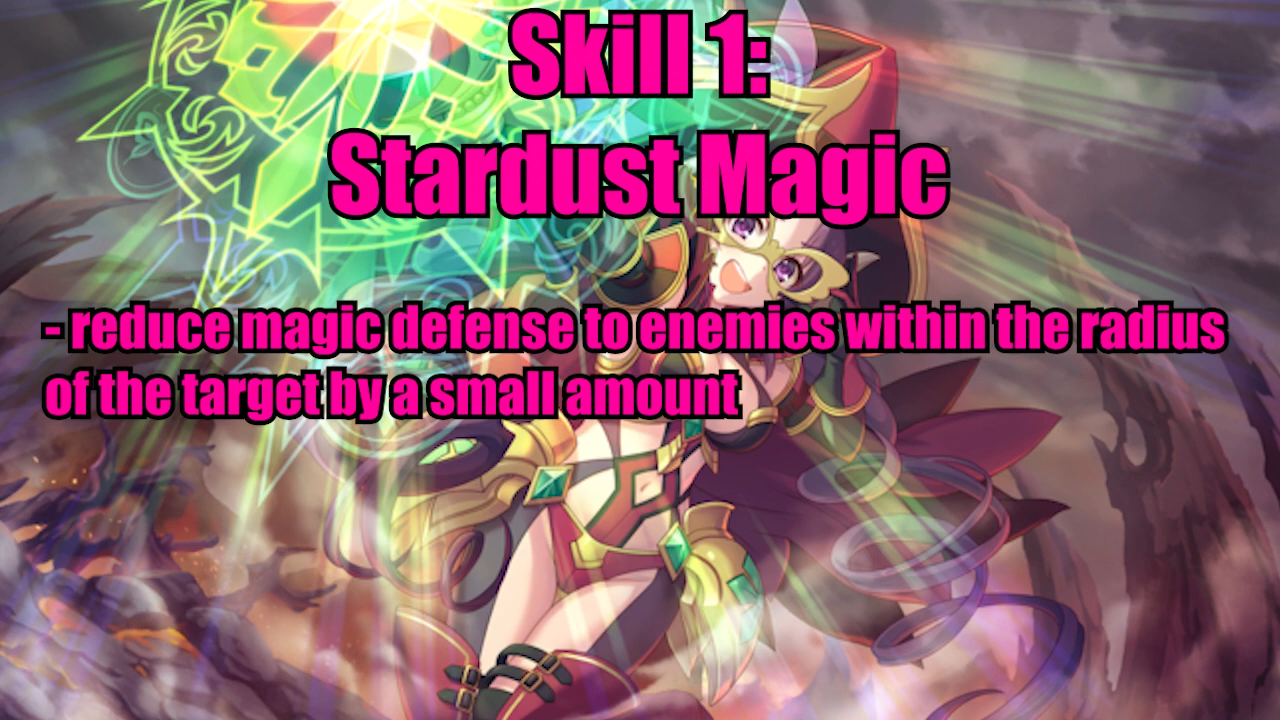 Skill 1:
Stardust Magic
- reduce magic defense to enemies within the radius
of the target by a small amount